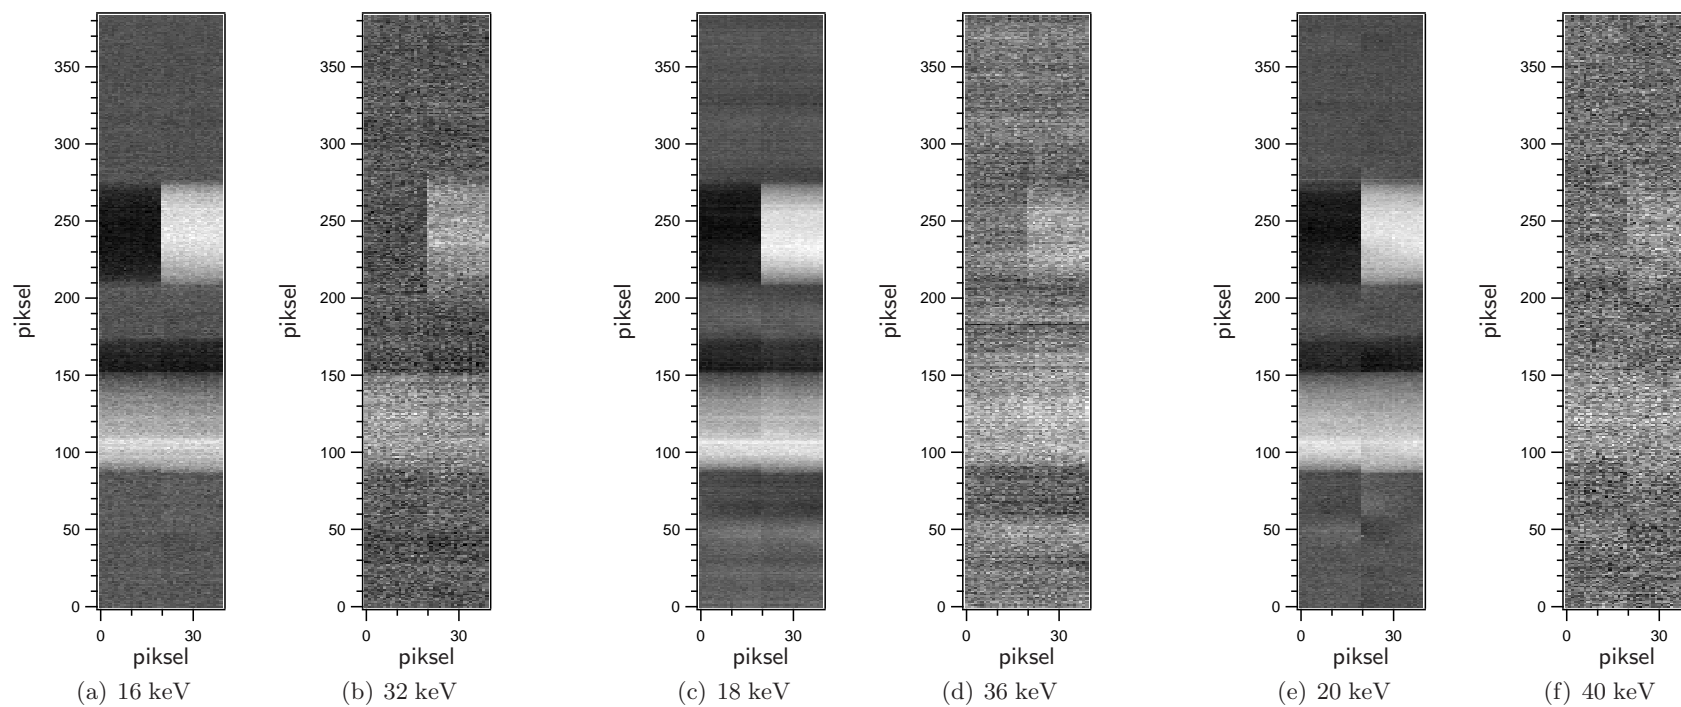 350 350 350 350 350 350
300 300 300 300 300 300
250 250 250 250 250 250
200 200 200 200 200 200
150 150 150 150 150 150
100 100 100 100 100 100
50 50 50 50 50 50
0 0 0 0 0 0
piksel piksel piksel piksel piksel piksel
0 30 0 30 0 30 0 30 0 30 0 30
piksel piksel piksel piksel piksel piksel
(a) 16 keV (b) 32 keV (c) 18 keV (d) 36 keV (e) 20 keV (f) 40 keV